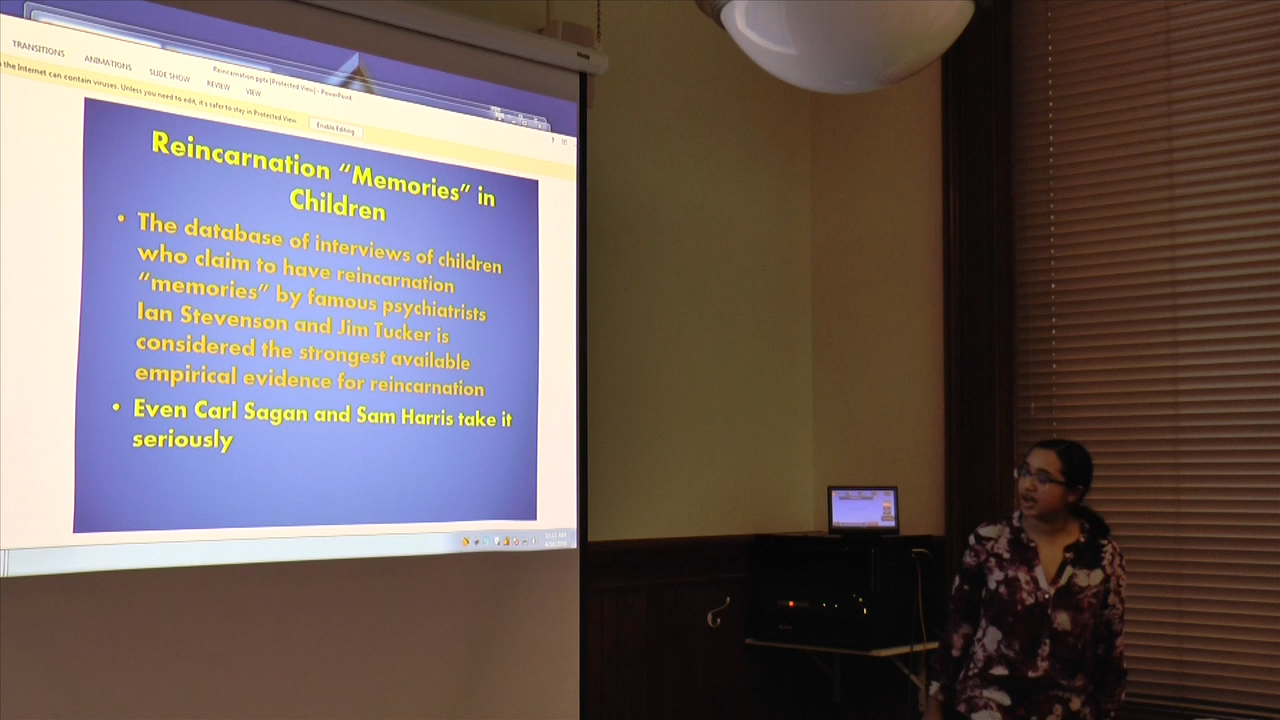 Reincarnation.pptx [Protected View] - PowerPoint
TRANSITIONS ANIMATIONS SLIDE SHOW REVIEW VIEW
the Internet can contain viruses. Unless you need to edit, it's safer to stay in Protected View. Enable Editing
Reincarnation “Memories” in
Children
• The database of interviews of children
who claim to have reincarnation
“memories” by famous psychiatrists
Ian Stevenson and Jim Tucker is
considered the strongest available
empirical evidence for reincarnation
• Even Carl Sagan and Sam Harris take it
seriously